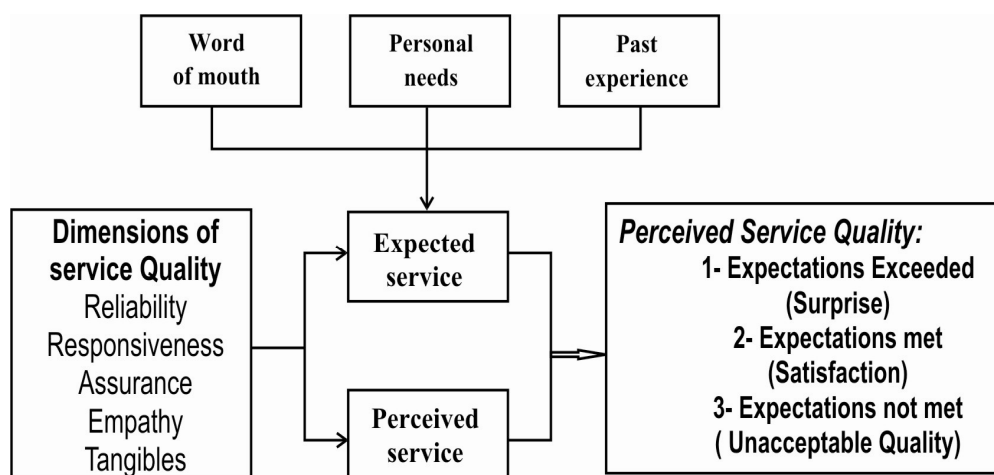 Word
of mouth
Personal
needs
Past
experience
Dimensions of
service Quality
Reliability
Responsiveness
Assurance
Empathy
Tangibles
Expected
service
Perceived
service
Perceived Service Quality:
1- Expectations Exceeded
(Surprise)
2- Expectations met
(Satisfaction)
3- Expectations not met
( Unacceptable Quality)